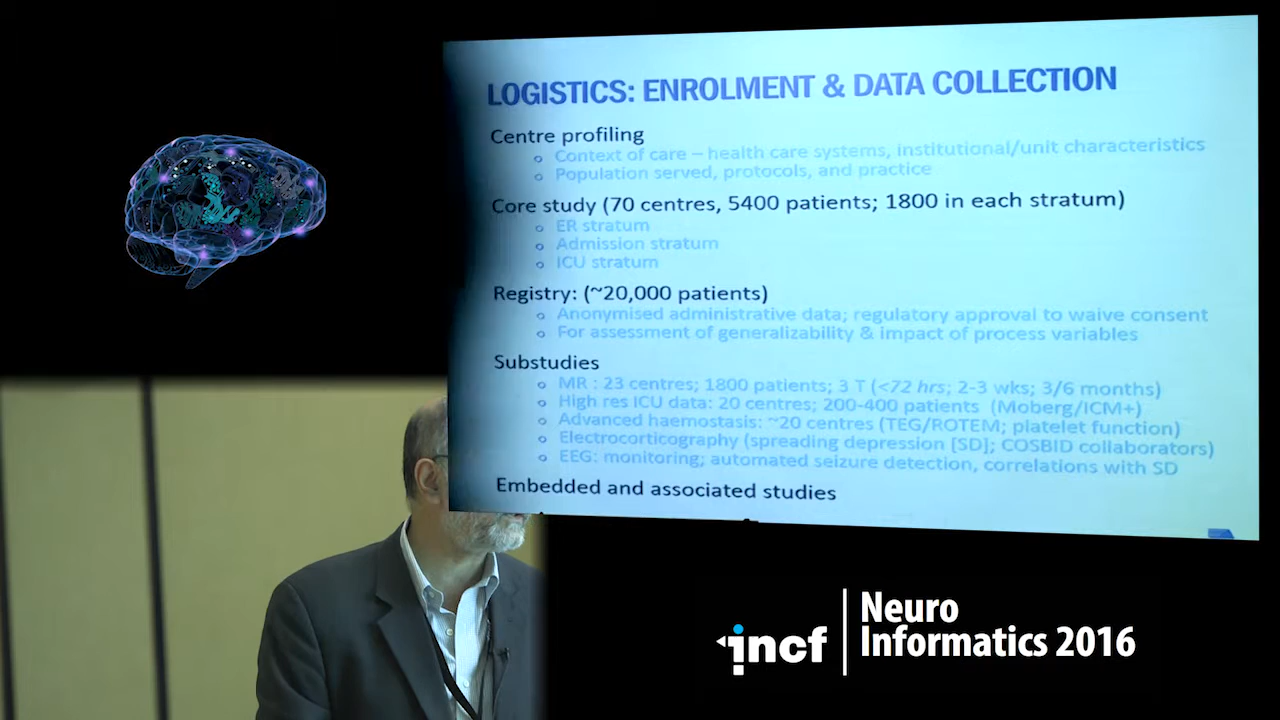 LOGISTICS: ENROLMENT & DATA COLLECTION
Centre profiling
o Context of care – health care systems, institutional/unit characteristics
o Population served, protocols, and practice
Core study (70 centres, 5400 patients; 1800 in each stratum)
o ER stratum
o Admission stratum
o ICU stratum
Registry: (~20,000 patients)
o Anonymised administrative data; regulatory approval to waive consent
o For assessment of generalizability & impact of process variables
Substudies
o MR : 23 centres; 1800 patients; 3 T (<72 hrs; 2-3 wks; 3/6 months)
o High res ICU data: 20 centres; 200-400 patients (Moberg/ICM+)
o Advanced haemostasis: ~20 centres (TEG/ROTEM; platelet function)
o Electrocorticography (spreading depression [SD]; COSBID collaborators)
o EEG: monitoring; automated seizure detection, correlations with SD
Embedded and associated studies
incf
Neuro
Informatics 2016